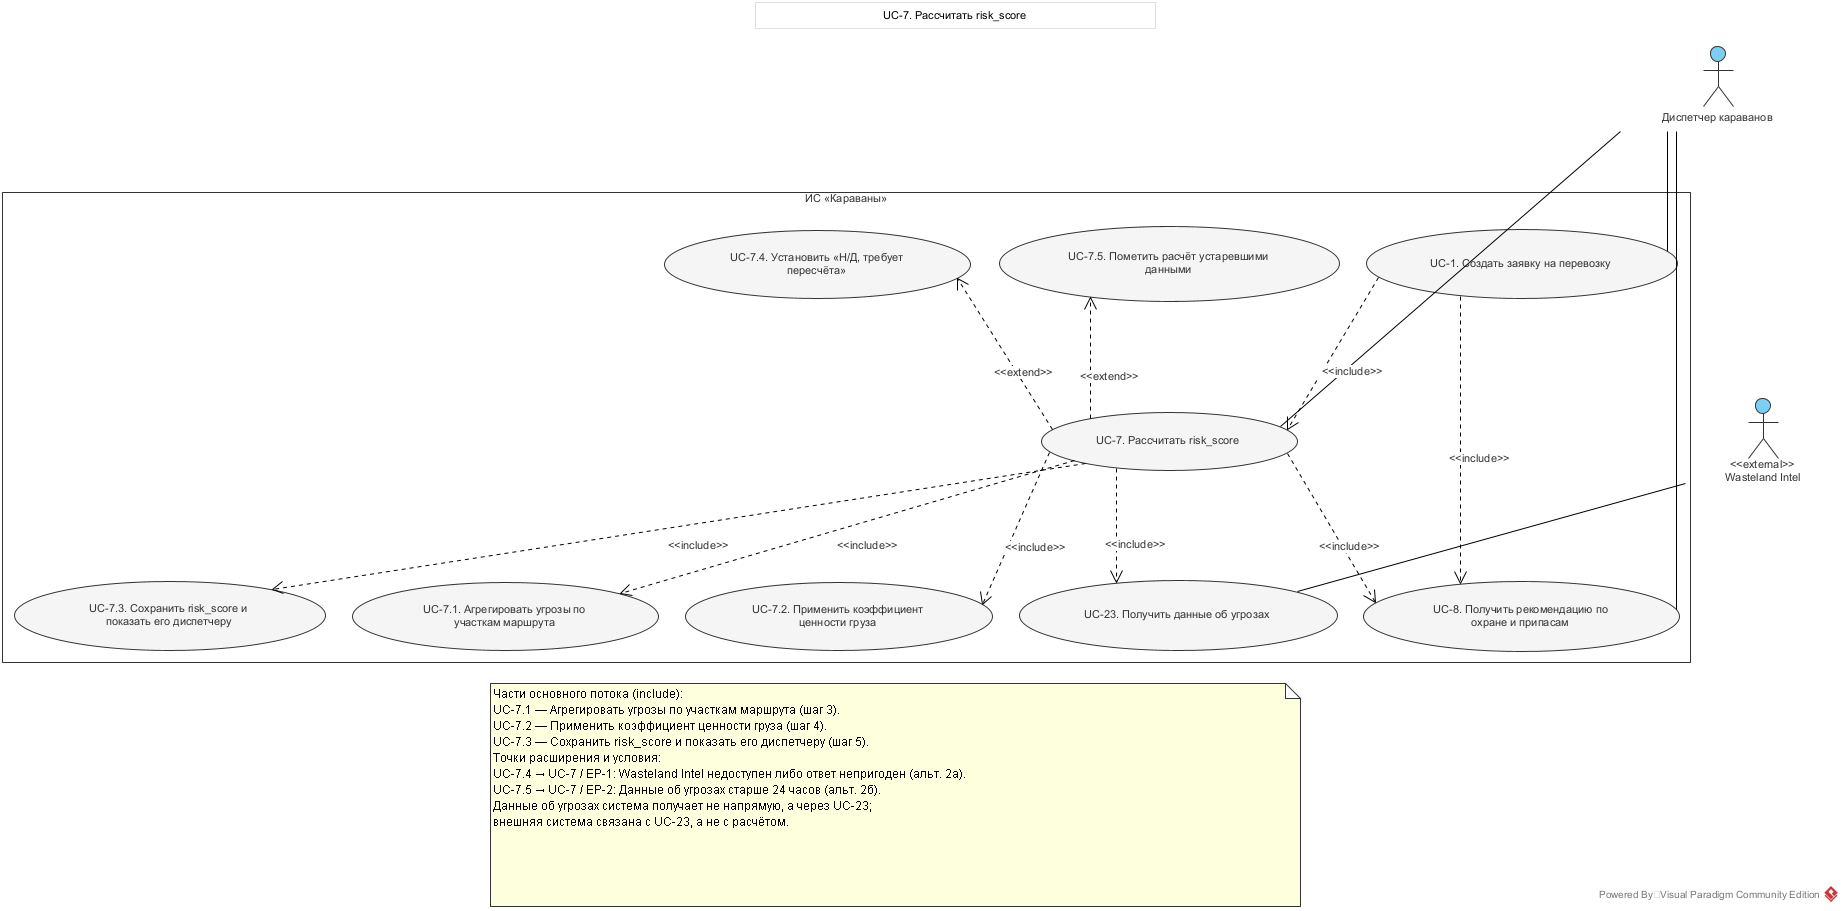 UC-7. Рассчитать risk_score
Диспетчер караванов
ИС «Караваны»
UC-7.4. Установить «Н/Д, требует
пересчёта»
UC-7.5. Пометить расчёт устаревшими
данными
UC-1. Создать заявку на перевозку
<<extend>>
<<extend>>
<<include>>
UC-7. Рассчитать risk_score
<<include>>
<<external>>
Wasteland Intel
<<include>>
<<include>>
<<include>>
<<include>>
<<include>>
UC-7.3. Сохранить risk_score и
показать его диспетчеру
UC-7.1. Агрегировать угрозы по
участкам маршрута
UC-7.2. Применить коэффициент
ценности груза
UC-23. Получить данные об угрозах
UC-8. Получить рекомендацию по
охране и припасам
Части основного потока (include):
UC-7.1 — Агрегировать угрозы по участкам маршрута (шаг 3).
UC-7.2 — Применить коэффициент ценности груза (шаг 4).
UC-7.3 — Сохранить risk_score и показать его диспетчеру (шаг 5).
Точки расширения и условия:
UC-7.4 → UC-7 / EP-1: Wasteland Intel недоступен либо ответ непригоден (альт. 2а).
UC-7.5 → UC-7 / EP-2: Данные об угрозах старше 24 часов (альт. 2б).
Данные об угрозах система получает не напрямую, а через UC-23;
внешняя система связана с UC-23, а не с расчётом.
Powered By Visual Paradigm Community Edition